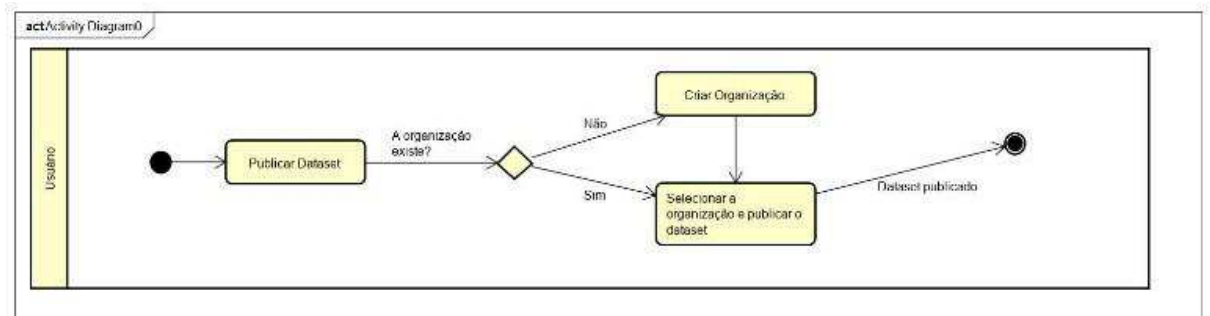 act Activity Diagram0
Usuário
Publicar Dataset
A organização
existe?
Não
Sim
Criar Organização
Selecionar a
organização e publicar o
dataset
Dataset publicado